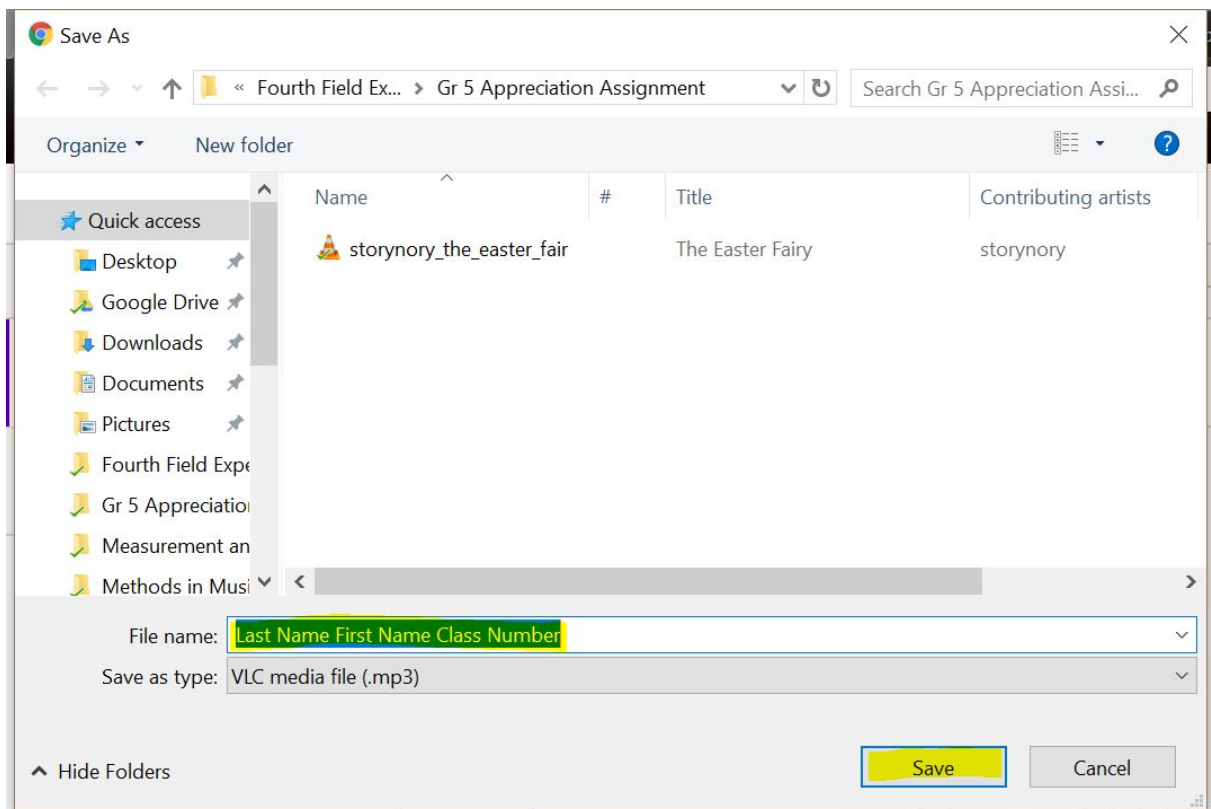 Save As
« Fourth Field Ex... > Gr 5 Appreciation Assignment
Search Gr 5 Appreciation Assi...
Organize
New folder
?
Name
#
Title
Contributing artists
Quick access
storynory_the_easter_fair
The Easter Fairy
storynory
Desktop
Google Drive
Downloads
Documents
Pictures
Fourth Field Expe
Gr 5 Appreciation
Measurement an
Methods in Musi
File name: Last Name First Name Class Number
Save as type: VLC media file (.mp3)
Hide Folders
Save
Cancel